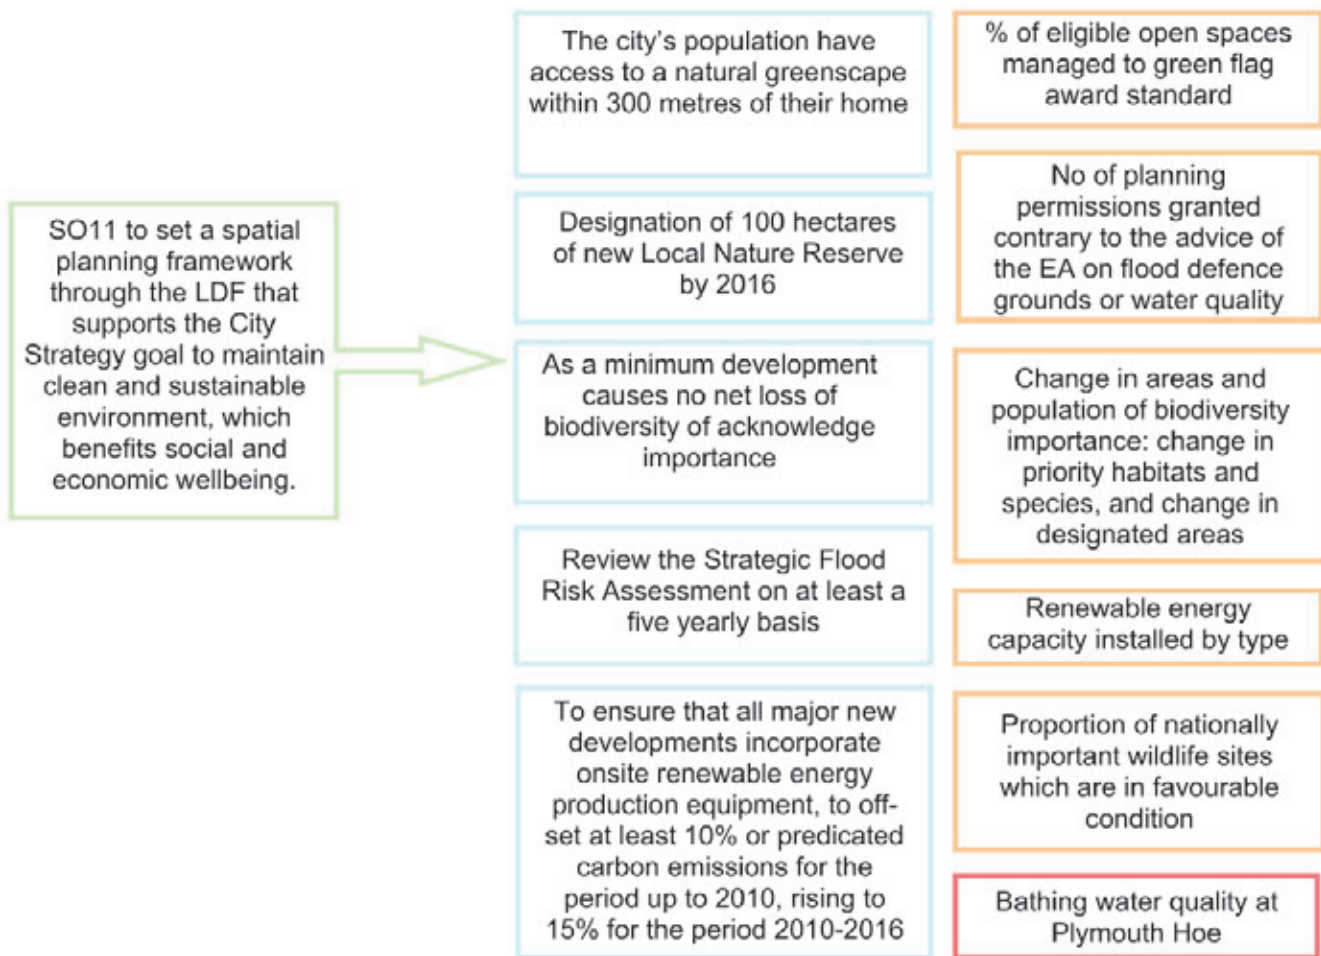 SO11 to set a spatial
planning framework
through the LDF that
supports the City
Strategy goal to maintain
clean and sustainable
environment, which
benefits social and
economic wellbeing.
The city's population have
access to a natural greenscape
within 300 metres of their home
Designation of 100 hectares
of new Local Nature Reserve
by 2016
As a minimum development
causes no net loss of
biodiversity of acknowledge
importance
Review the Strategic Flood
Risk Assessment on at least a
five yearly basis
To ensure that all major new
developments incorporate
onsite renewable energy
production equipment, to off-
set at least 10% or predicated
carbon emissions for the
period up to 2010, rising to
15% for the period 2010-2016
% of eligible open spaces
managed to green flag
award standard
No of planning
permissions granted
contrary to the advice of
the EA on flood defence
grounds or water quality
Change in areas and
population of biodiversity
importance: change in
priority habitats and
species, and change in
designated areas
Renewable energy
capacity installed by type
Proportion of nationally
important wildlife sites
which are in favourable
condition
Bathing water quality at
Plymouth Hoe